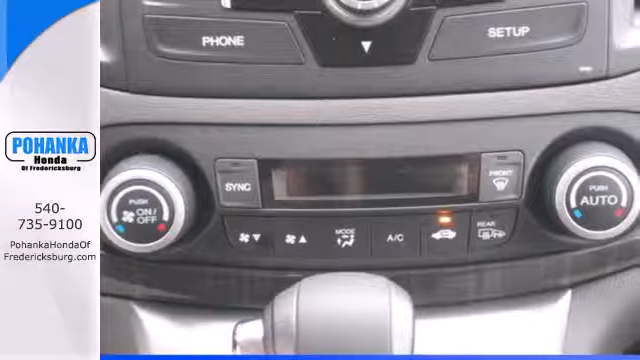 POHANKA
Honda
Of Fredericksburg
540-
735-9100
PohankaHondaOf
Fredericksburg.com
PHONE
SETUP
SYNC
FRONT
PUSH
ON/
OFF
PUSH
AUTO
MODE
A/C
REAR